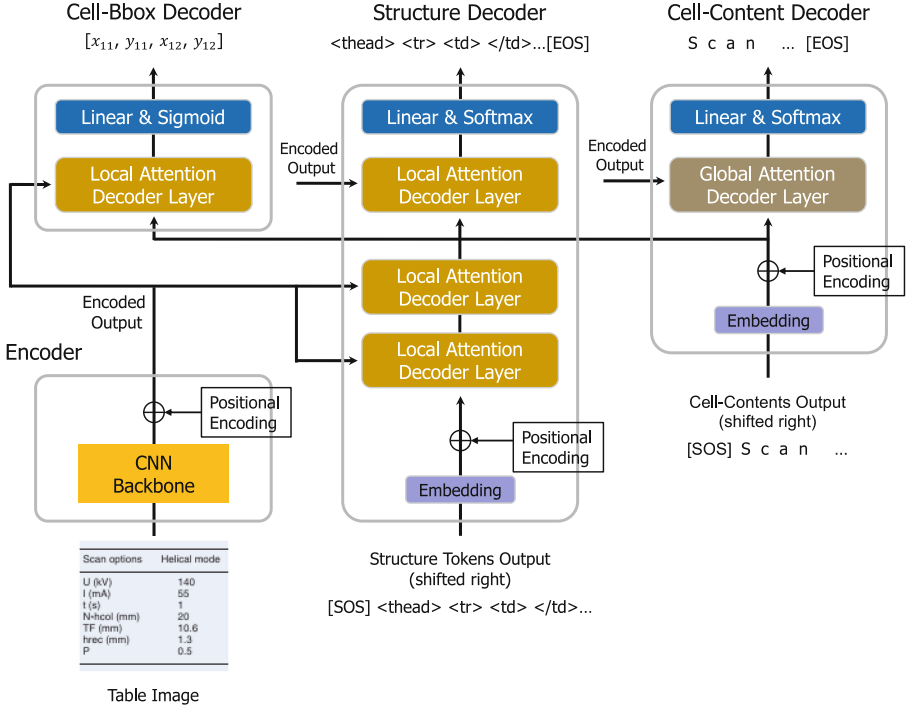 Cell-Bbox Decoder
[x₁₁, y₁₁, x₁₂, y₁₂]
Linear & Sigmoid
Local Attention
Decoder Layer
Structure Decoder
<thead> <tr> <td> </td>...[EOS]
Linear & Softmax
Encoded
Output
Local Attention
Decoder Layer
Local Attention
Decoder Layer
Local Attention
Decoder Layer
Positional
Encoding
Embedding
Structure Tokens Output
(shifted right)
[SOS] <thead> <tr> <td> </td>...
Cell-Content Decoder
S c a n ... [EOS]
Linear & Softmax
Encoded
Output
Global Attention
Decoder Layer
Positional
Encoding
Embedding
Cell-Contents Output
(shifted right)
[SOS] S c a n ...
Encoded
Output
Encoder
Positional
Encoding
CNN
Backbone
Scan options Helical mode
U (kV) 140
I (mA) 55
t (s) 1
N·hcol (mm) 20
TF (mm) 10.6
hrec (mm) 1.3
P 0.5
Table Image